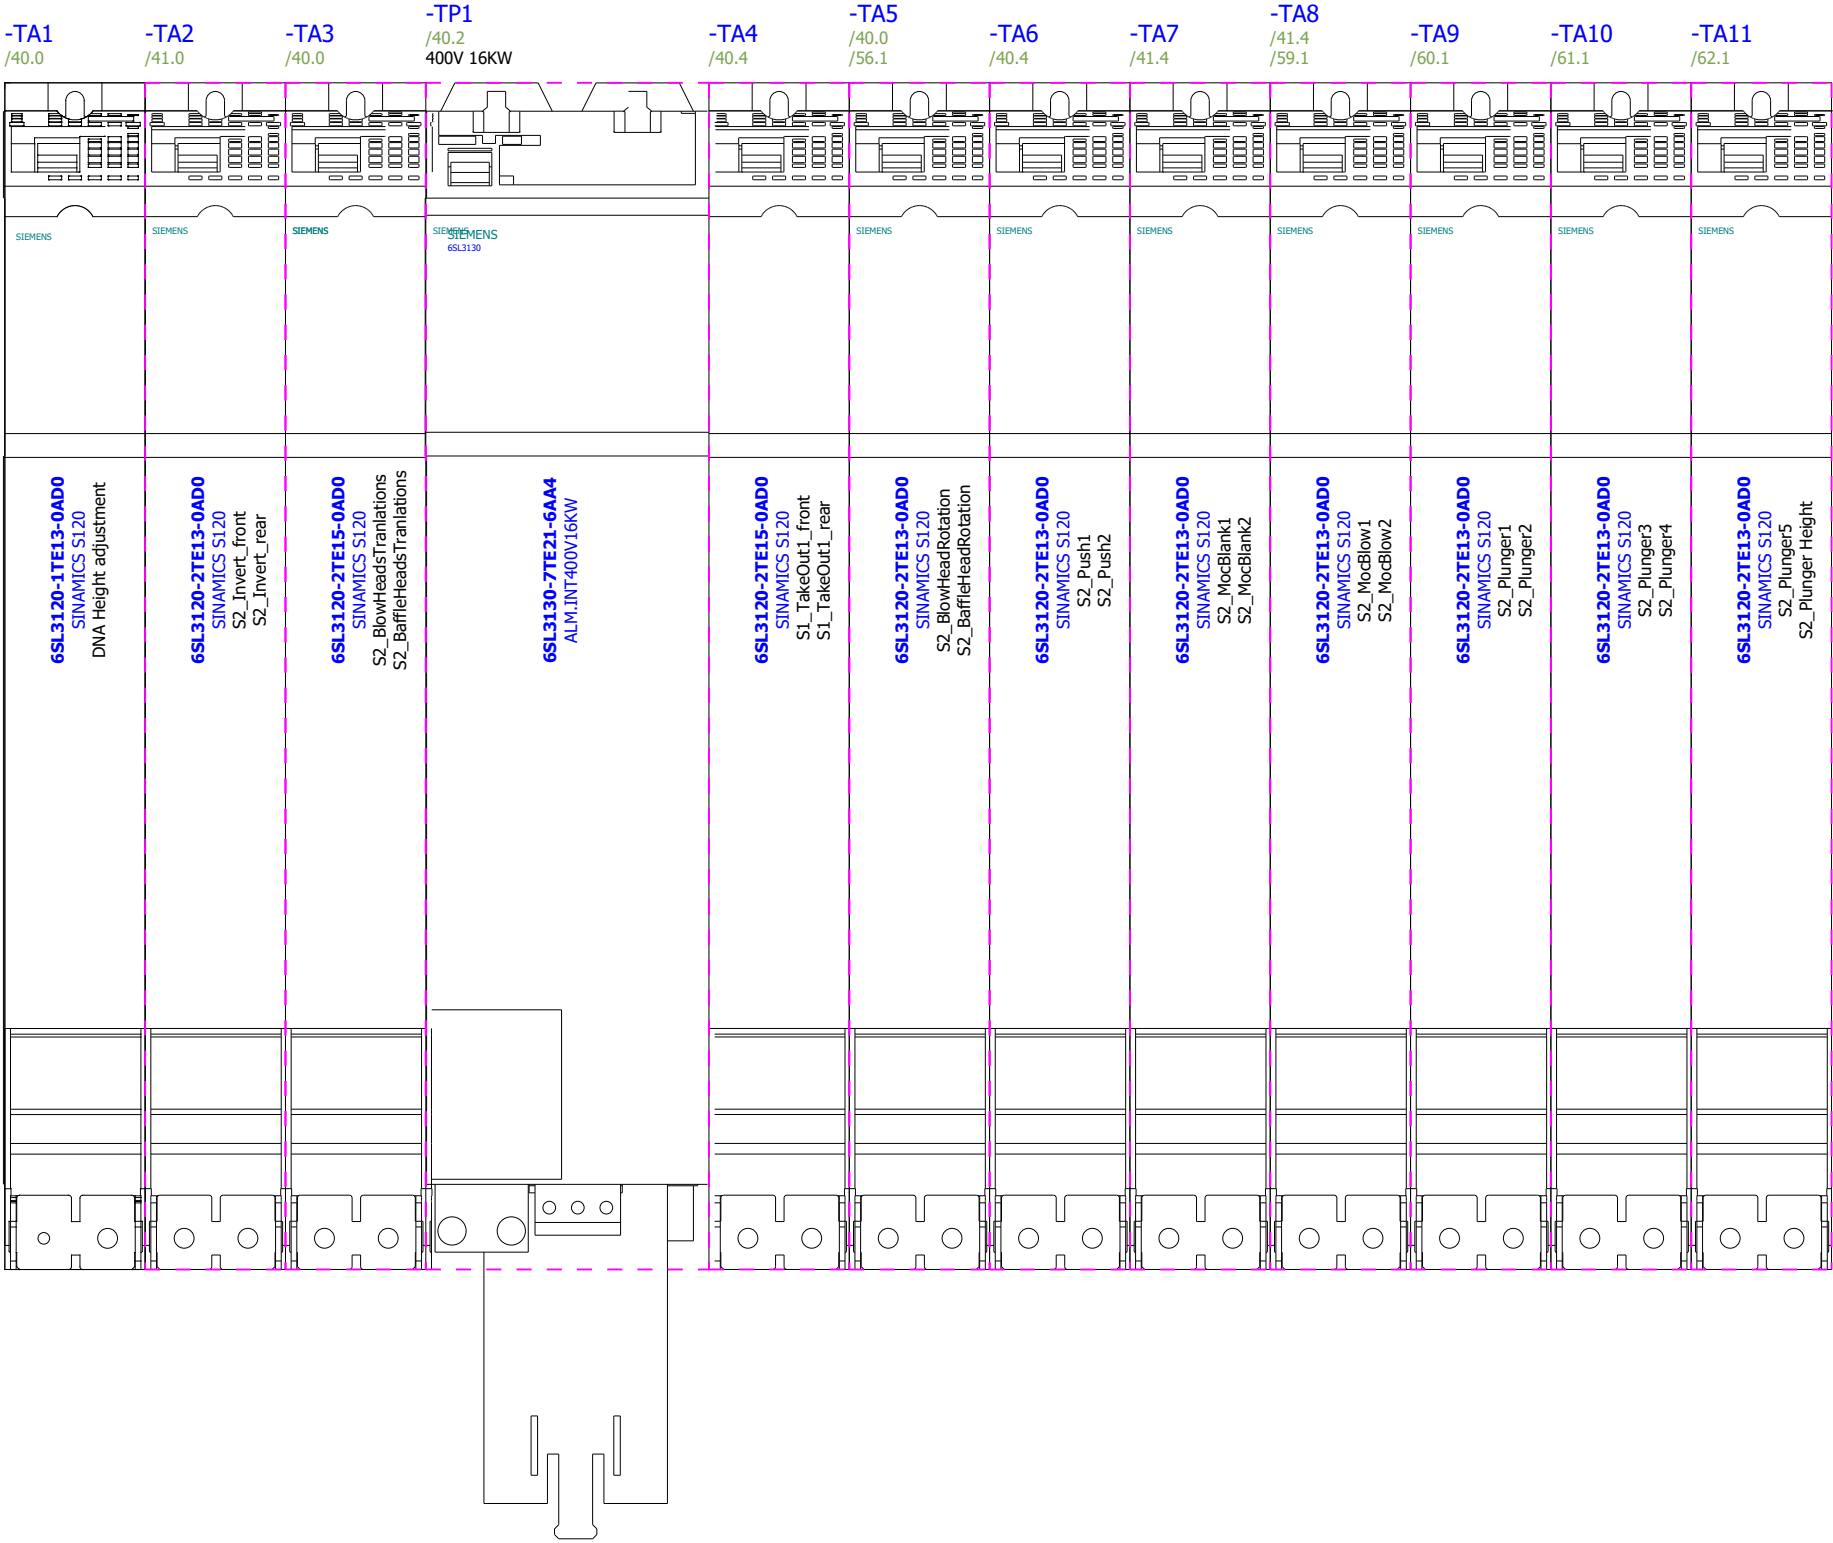 -TA1
/40.0
-TA2
/41.0
-TA3
/40.0
-TP1
/40.2
400V 16KW
-TA4
/40.4
-TA5
/40.0
/56.1
-TA6
/40.4
-TA7
/41.4
-TA8
/41.4
/59.1
-TA9
/60.1
-TA10
/61.1
-TA11
/62.1
SIEMENS
SIEMENS
SIEMENS
SIEMENS
SIEMENS
6SL3130
SIEMENS
SIEMENS
SIEMENS
SIEMENS
SIEMENS
SIEMENS
SIEMENS
6SL3120-1TE13-0AD0
SINAMICS S120
DNA Height adjustment
6SL3120-2TE13-0AD0
SINAMICS S120
S2_Invert_front
S2_Invert_rear
6SL3120-2TE15-0AD0
SINAMICS S120
S2_BlowHeadsTranlations
S2_BaffleHeadsTranlations
6SL3130-7TE21-6AA4
ALM.INT400V16KW
6SL3120-2TE15-0AD0
SINAMICS S120
S1_TakeOut1_front
S1_TakeOut1_rear
6SL3120-2TE13-0AD0
SINAMICS S120
S2_BlowHeadRotation
S2_BaffleHeadRotation
6SL3120-2TE13-0AD0
SINAMICS S120
S2_Push1
S2_Push2
6SL3120-2TE13-0AD0
SINAMICS S120
S2_MocBlank1
S2_MocBlank2
6SL3120-2TE13-0AD0
SINAMICS S120
S2_MocBlow1
S2_MocBlow2
6SL3120-2TE13-0AD0
SINAMICS S120
S2_Plunger1
S2_Plunger2
6SL3120-2TE13-0AD0
SINAMICS S120
S2_Plunger3
S2_Plunger4
6SL3120-2TE13-0AD0
SINAMICS S120
S2_Plunger5
S2_Plunger Height